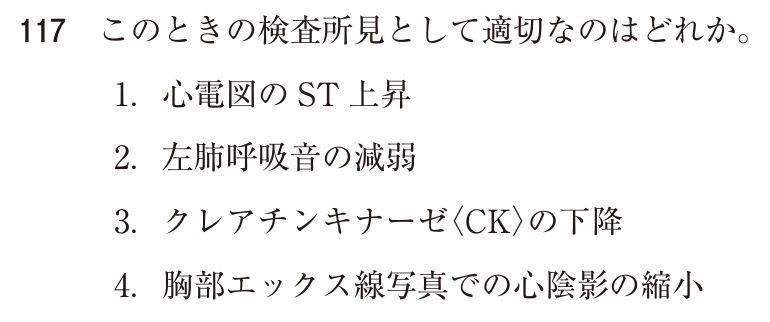 117 このときの検査所見として適切なのはどれか。
1. 心電図の ST 上昇
2. 左肺呼吸音の減弱
3. クレアチンキナーゼ〈CK〉の下降
4. 胸部エックス線写真での心陰影の縮小